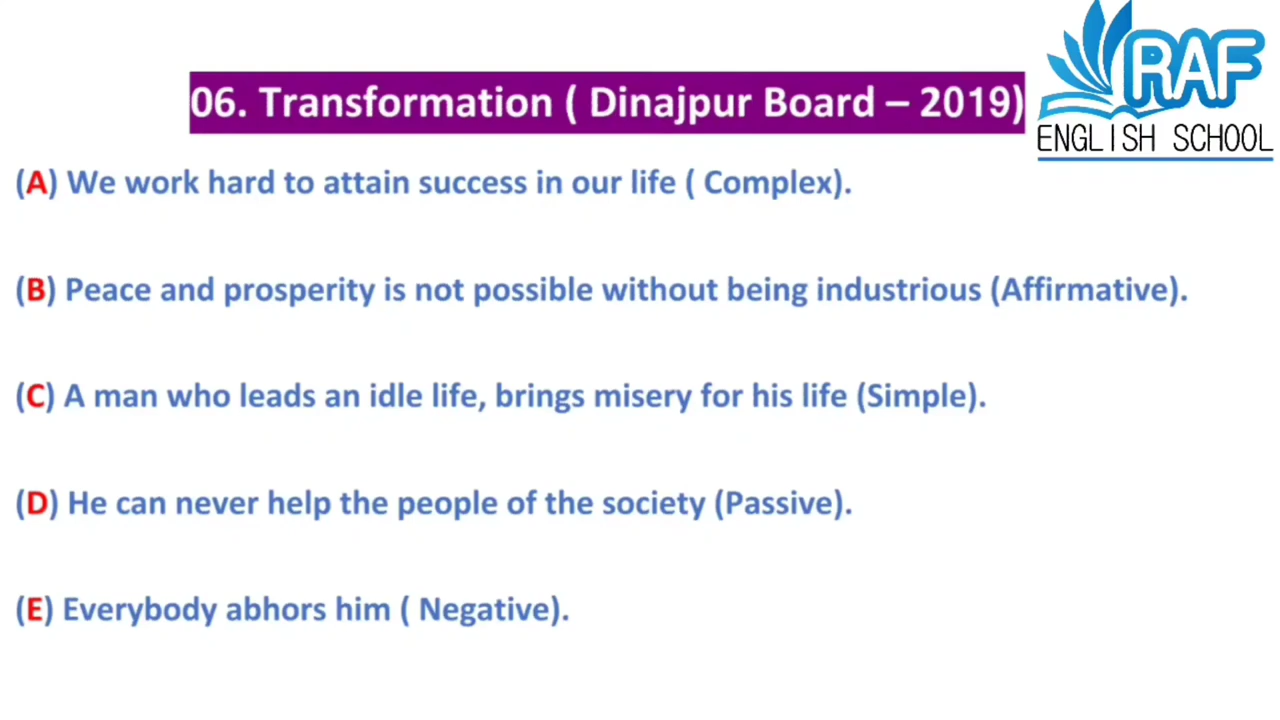 RAF
ENGLISH SCHOOL
06. Transformation ( Dinajpur Board – 2019)
(A) We work hard to attain success in our life ( Complex).
(B) Peace and prosperity is not possible without being industrious (Affirmative).
(C) A man who leads an idle life, brings misery for his life (Simple).
(D) He can never help the people of the society (Passive).
(E) Everybody abhors him ( Negative).